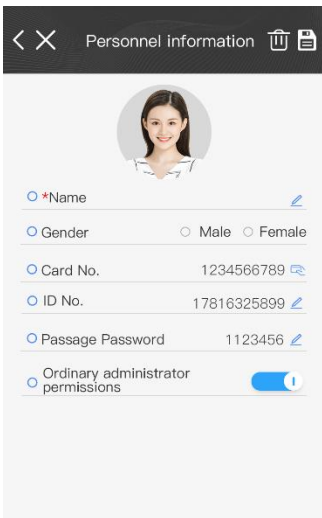 Personnel information
*Name
Gender Male Female
Card No. 1234566789
ID No. 17816325899
Passage Password 1123456
Ordinary administrator
permissions